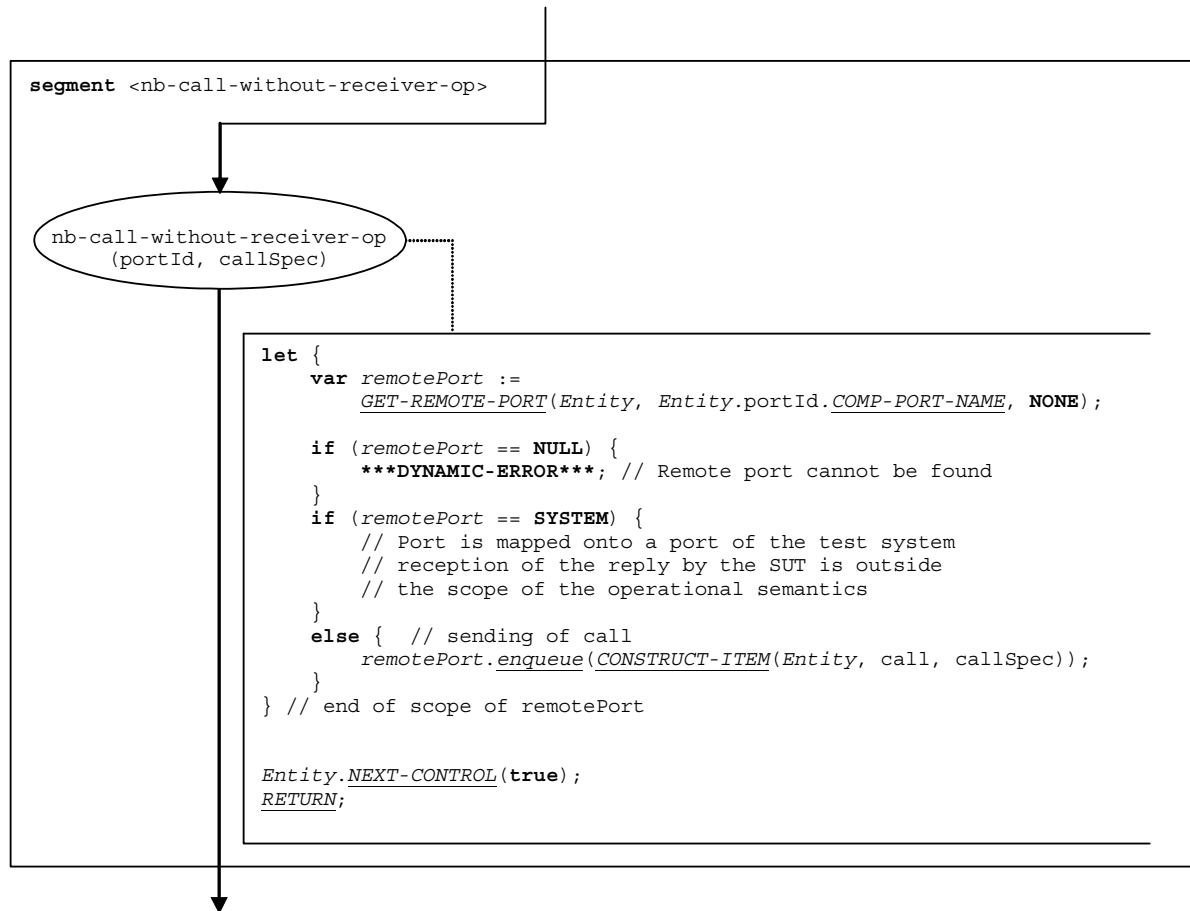 segment <nb-call-without-receiver-op>
nb-call-without-receiver-op
(portId, callSpec)
let {
var remotePort :=
GET-REMOTE-PORT(Entity, Entity.portId.COMP-PORT-NAME, NONE);
if (remotePort == NULL) {
***DYNAMIC-ERROR***; // Remote port cannot be found
}
if (remotePort == SYSTEM) {
// Port is mapped onto a port of the test system
// reception of the reply by the SUT is outside
// the scope of the operational semantics
}
else { // sending of call
remotePort.enqueue(CONSTRUCT-ITEM(Entity, call, callSpec));
}
} // end of scope of remotePort
Entity.NEXT-CONTROL(true);
RETURN;